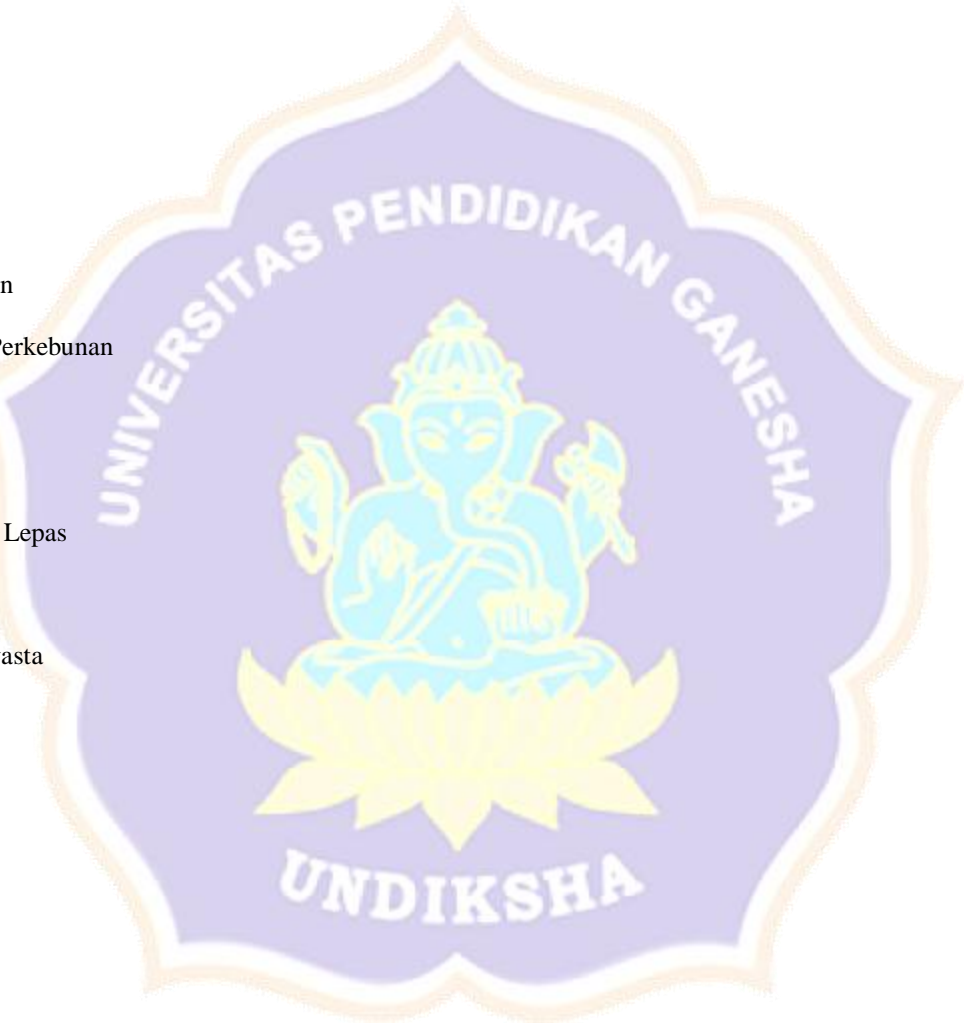 UNIVERSITAS PENDIDIKAN GANESHA
n
Perkebunan
Lepas
asta
UNDIKSHA